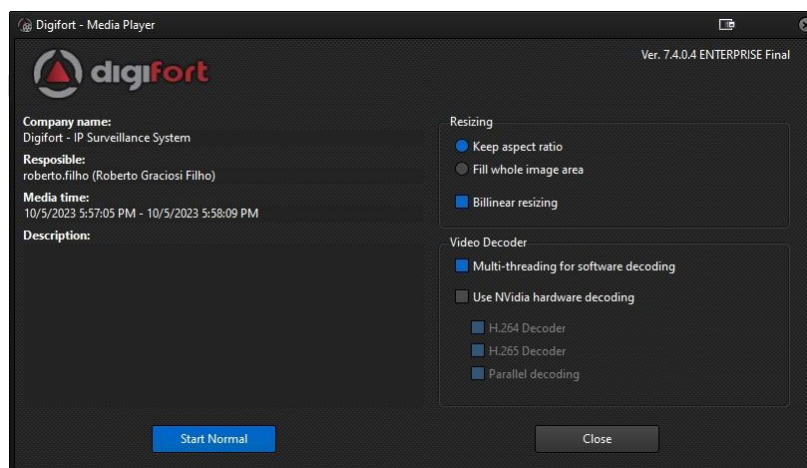 Digifort - Media Player
digifort
Ver. 7.4.0.4 ENTERPRISE Final
Company name:
Digifort - IP Surveillance System
Resposible:
roberto.filho (Roberto Graciosi Filho)
Media time:
10/5/2023 5:57:05 PM - 10/5/2023 5:58:09 PM
Description:
Resizing
Keep aspect ratio
Fill whole image area
Billinear resizing
Video Decoder
Multi-threading for software decoding
Use NVidia hardware decoding
H.264 Decoder
H.265 Decoder
Parallel decoding
Start Normal
Close